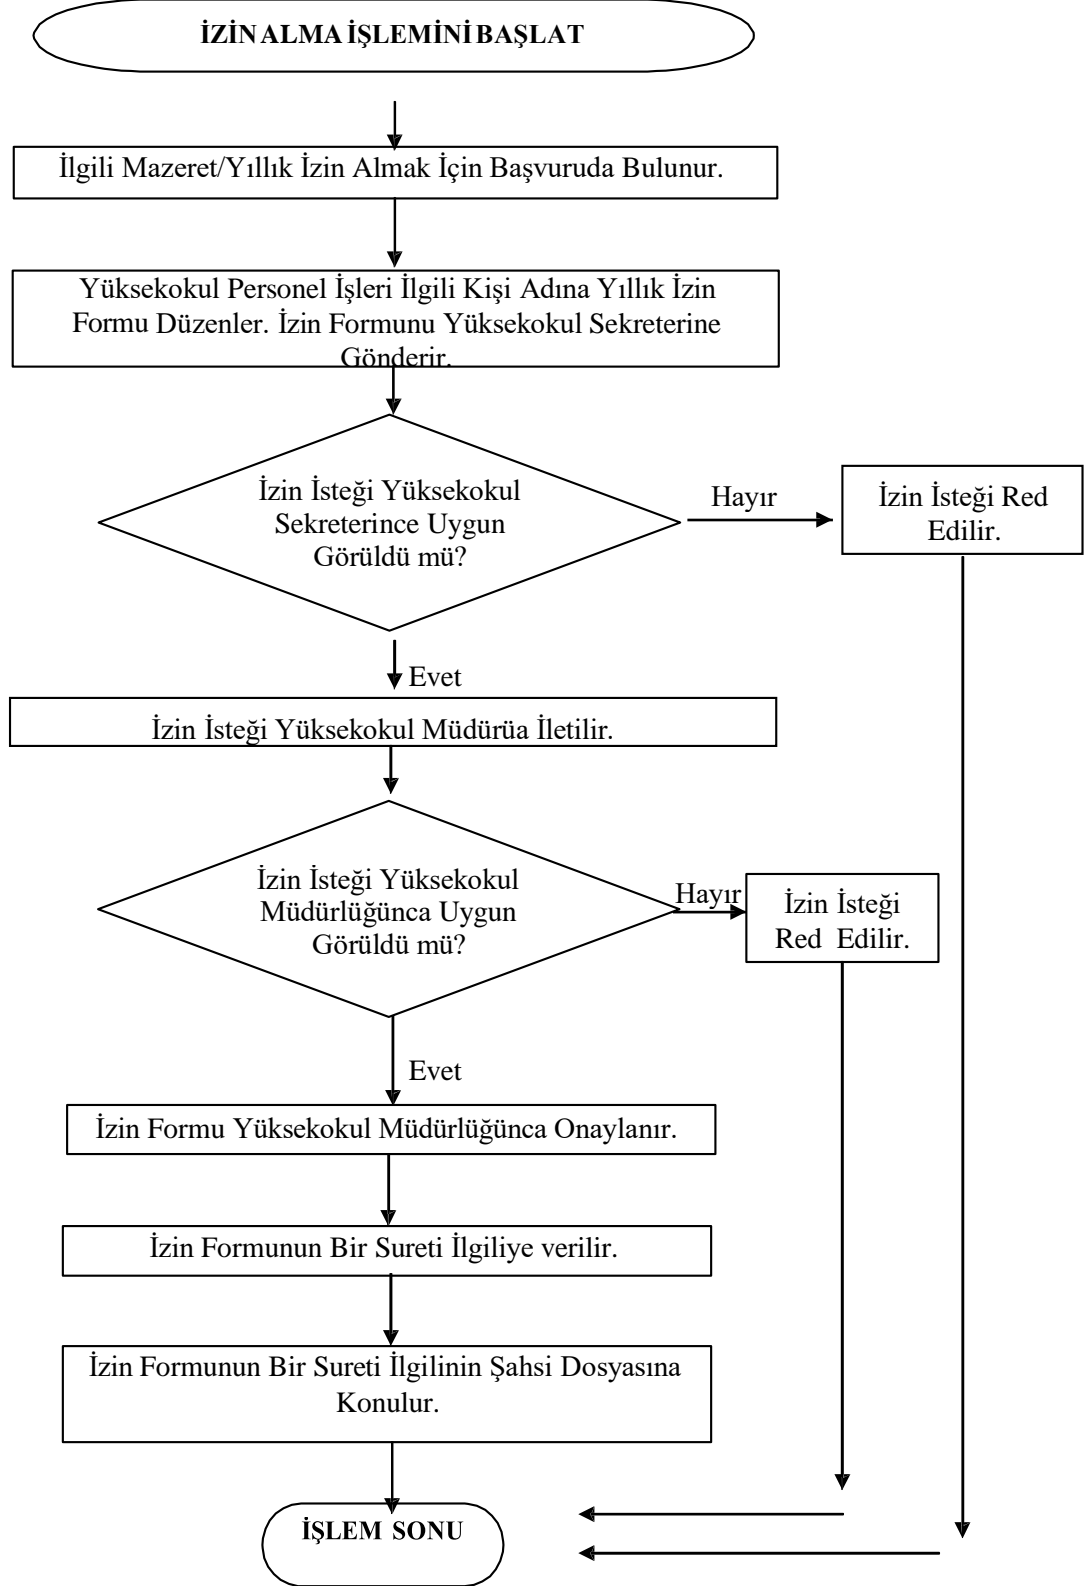 İZİN ALMA İŞLEMİNİ BAŞLAT
İlgili Mazeret/Yıllık İzin Almak İçin Başvuruda Bulunur.
Yüksekokul Personel İşleri İlgili Kişi Adına Yıllık İzin
Formu Düzenler. İzin Formunu Yüksekokul Sekreterine
Gönderir.
İzin İsteği Yüksekokul
Sekreterince Uygun
Görüldü mü?
Hayır
İzin İsteği Red
Edilir.
Evet
İzin İsteği Yüksekokul Müdürüa İletilir.
İzin İsteği Yüksekokul
Müdürlüğünca Uygun
Görüldü mü?
Hayır
İzin İsteği
Red Edilir.
Evet
İzin Formu Yüksekokul Müdürlüğünca Onaylanır.
İzin Formunun Bir Sureti İlgiliye verilir.
İzin Formunun Bir Sureti İlgilinin Şahsi Dosyasına
Konulur.
İŞLEM SONU